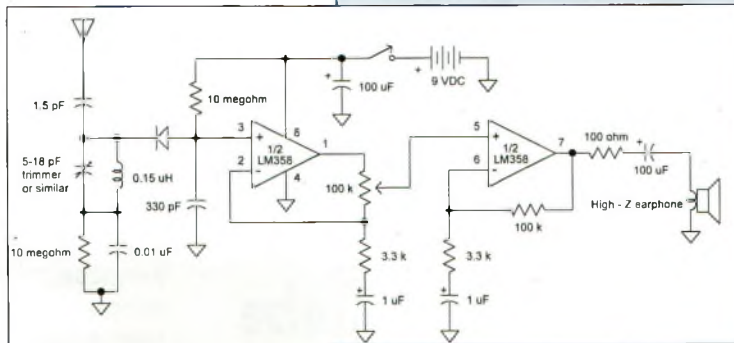 1.5 pF
5-18 pF
trimmer
or similar
0.15 uH
10 megohm
0.01 uF
10 megohm
330 pF
3
2
+
-
1/2
LM358
8
4
1
100 k
3.3 k
+
1 uF
+
100 uF
+
9 VDC
5
6
+
-
1/2
LM358
7
100 k
3.3 k
+
1 uF
100 ohm
+
100 uF
High - Z earphone